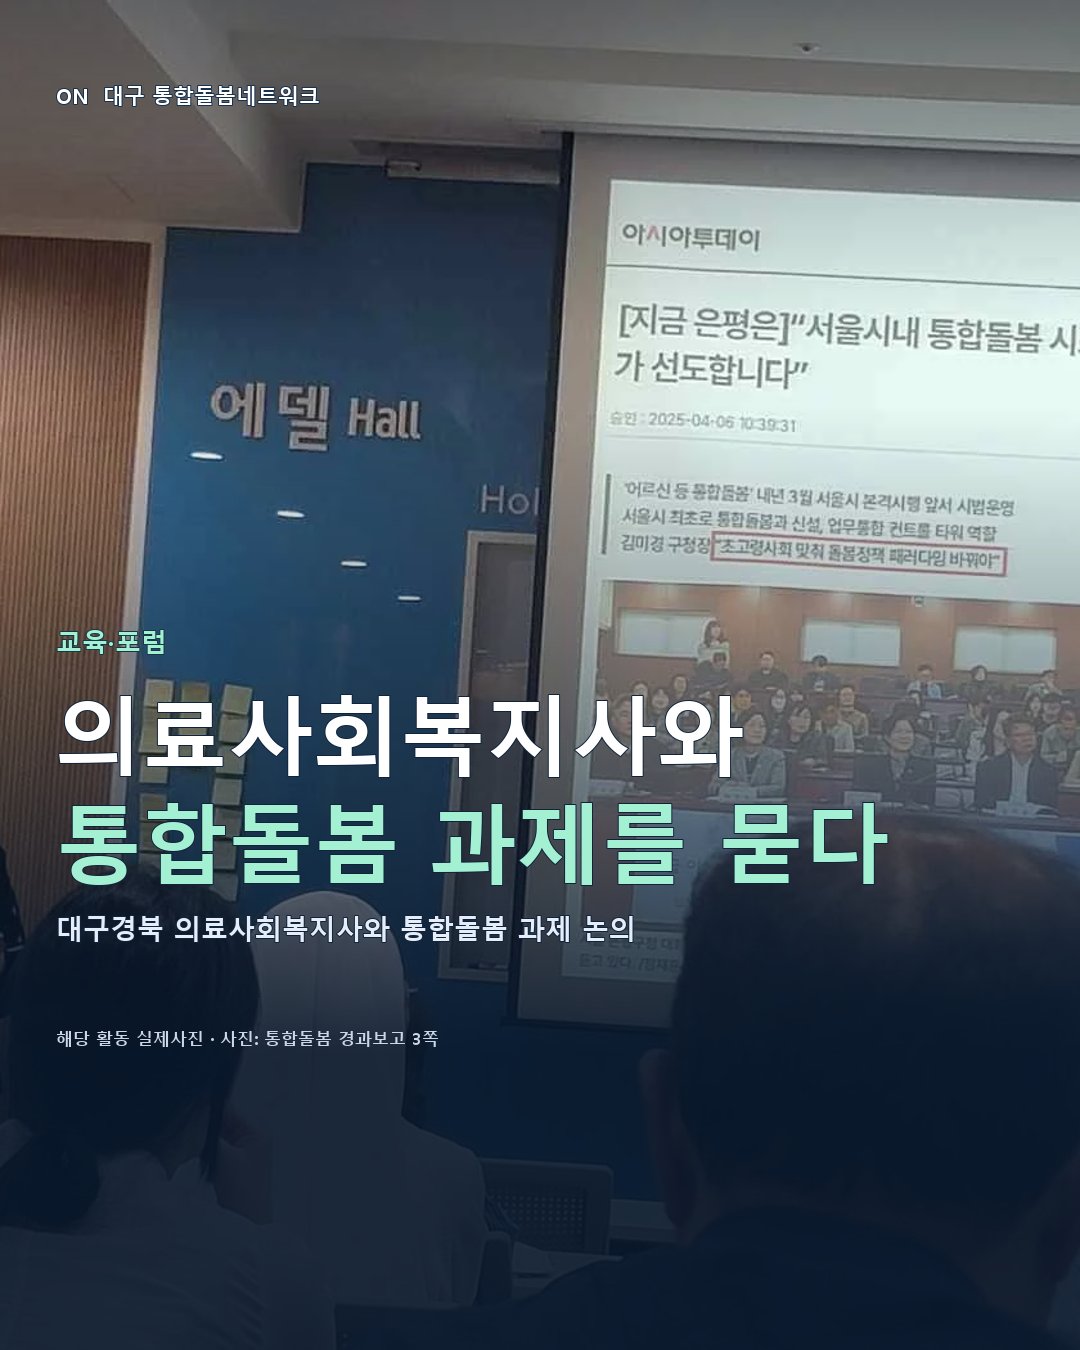 ON 대구 통합돌봄네트워크
아시아투데이
[지금 은평은]“서울시내 통합돌봄 시
가 선도합니다”
승인 : 2025-04-06 10:39:31
에델 Hall
Hol
'어르신 등 통합돌봄' 내년 3월 서울시 본격시행 앞서 시범운영
서울시 최초로 통합돌봄과 신설, 업무통합 컨트롤 타워 역할
김미경 구청장 “초고령사회 맞춰 돌봄정책 패러다임 바꿔야”
교육·포럼
의료사회복지사와
통합돌봄 과제를 묻다
대구경북 의료사회복지사와 통합돌봄 과제 논의
해당 활동 실제사진 · 사진: 통합돌봄 경과보고 3쪽